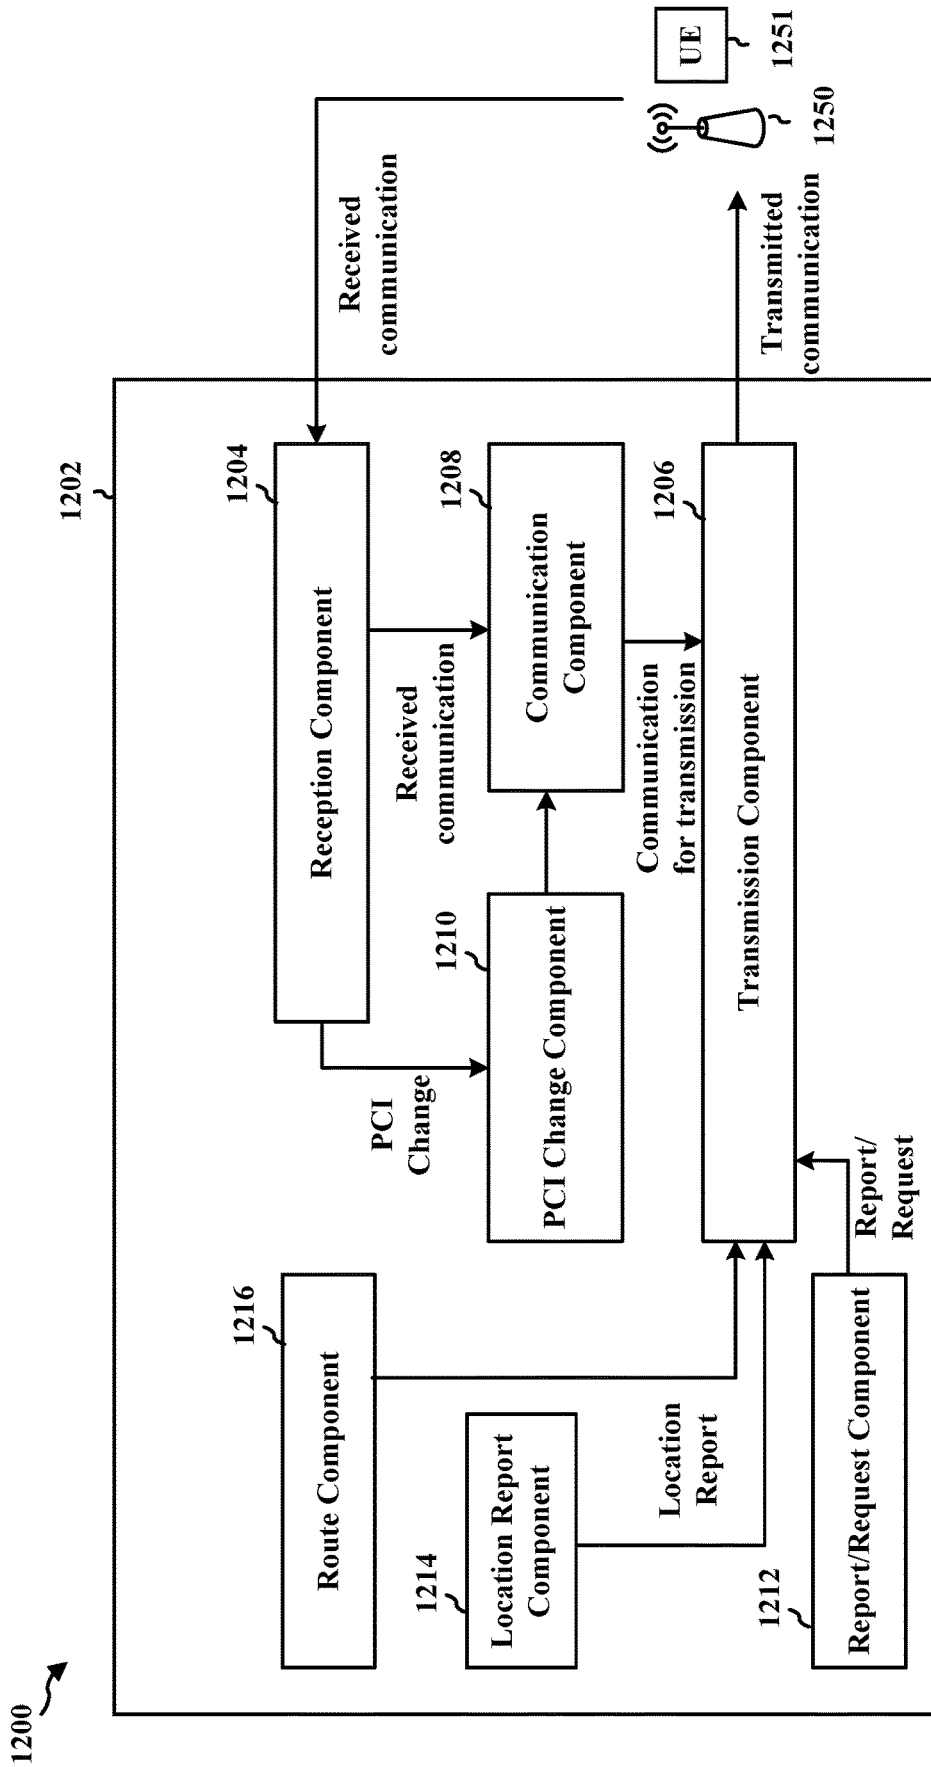 1200
1202
Route Component
1216
Reception Component
1204
Received
communication
PCI
Change
Received
communication
Location Report
Component
1214
PCI Change Component
1210
Communication
Component
1208
UE
1251
1250
Location
Report
Communication
for transmission
Transmission Component
1206
Transmitted
communication
Report/Request Component
1212
Report/
Request